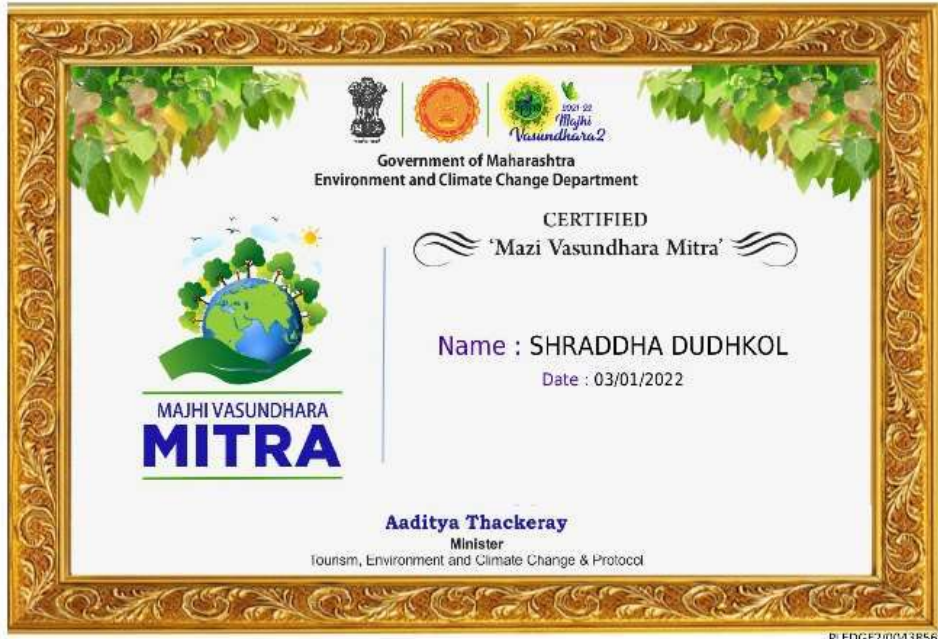 2021-22
Majhi
Vasundhara2
Government of Maharashtra
Environment and Climate Change Department
CERTIFIED
'Mazi Vasundhara Mitra'
Name : SHRADDHA DUDHKOL
Date : 03/01/2022
MAJHI VASUNDHARA
MITRA
Aaditya Thackeray
Minister
Tourism, Environment and Climate Change & Protocol
PLEDGE2/0043856